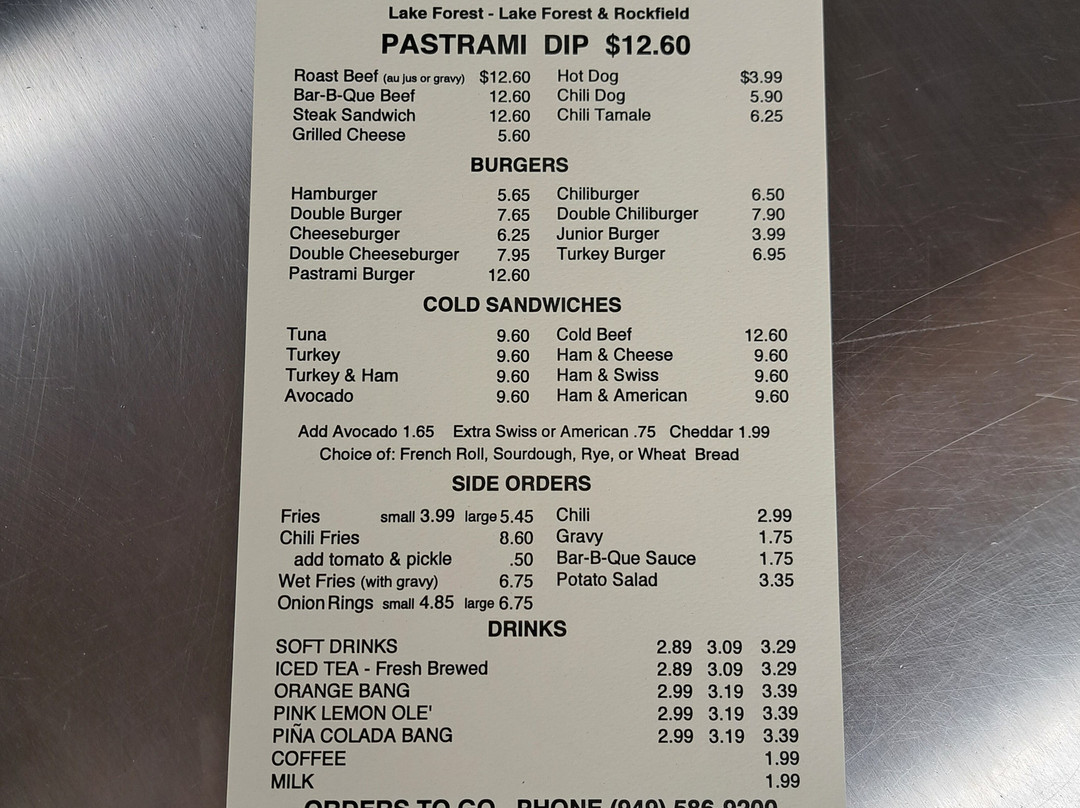 Lake Forest - Lake Forest & Rockfield
PASTRAMI DIP $12.60
Roast Beef (au jus or gravy) $12.60 Hot Dog $3.99
Bar-B-Que Beef 12.60 Chili Dog 5.90
Steak Sandwich 12.60 Chili Tamale 6.25
Grilled Cheese 5.60
BURGERS
Hamburger 5.65 Chiliburger 6.50
Double Burger 7.65 Double Chiliburger 7.90
Cheeseburger 6.25 Junior Burger 3.99
Double Cheeseburger 7.95 Turkey Burger 6.95
Pastrami Burger 12.60
COLD SANDWICHES
Tuna 9.60 Cold Beef 12.60
Turkey 9.60 Ham & Cheese 9.60
Turkey & Ham 9.60 Ham & Swiss 9.60
Avocado 9.60 Ham & American 9.60
Add Avocado 1.65 Extra Swiss or American .75 Cheddar 1.99
Choice of: French Roll, Sourdough, Rye, or Wheat Bread
SIDE ORDERS
Fries small 3.99 large 5.45 Chili 2.99
Chili Fries 8.60 Gravy 1.75
add tomato & pickle .50 Bar-B-Que Sauce 1.75
Wet Fries (with gravy) 6.75 Potato Salad 3.35
Onion Rings small 4.85 large 6.75
DRINKS
SOFT DRINKS 2.89 3.09 3.29
ICED TEA - Fresh Brewed 2.89 3.09 3.29
ORANGE BANG 2.99 3.19 3.39
PINK LEMON OLE' 2.99 3.19 3.39
PIÑA COLADA BANG 2.99 3.19 3.39
COFFEE 1.99
MILK 1.99
ORDERS TO GO - PHONE (949) 586-9200